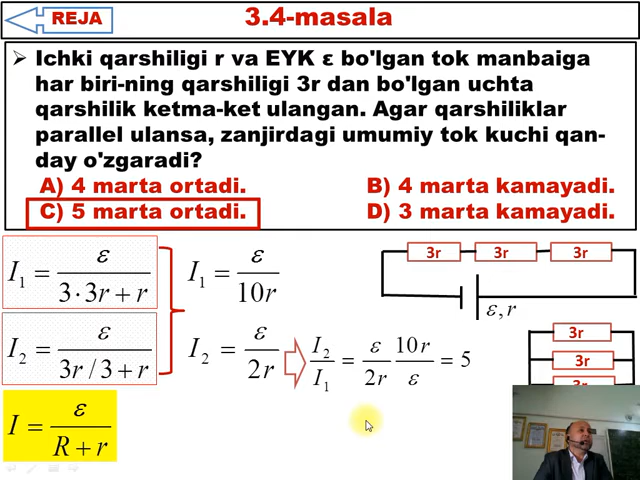 REJA
3.4-masala
➢ Ichki qarshiligi r va EYK ε bo'lgan tok manbaiga
har biri-ning qarshiligi 3r dan bo'lgan uchta
qarshilik ketma-ket ulangan. Agar qarshiliklar
parallel ulansa, zanjirdagi umumiy tok kuchi qan-
day o'zgaradi?
A) 4 marta ortadi. B) 4 marta kamayadi.
C) 5 marta ortadi. D) 3 marta kamayadi.
I₁ = ε / (3·3r + r)
I₁ = ε / 10r
3r 3r 3r
ε, r
I₂ = ε / (3r / 3 + r)
I₂ = ε / 2r
I₂ / I₁ = ε / 2r 10r / ε = 5
3r
3r
3r
I = ε / (R + r)